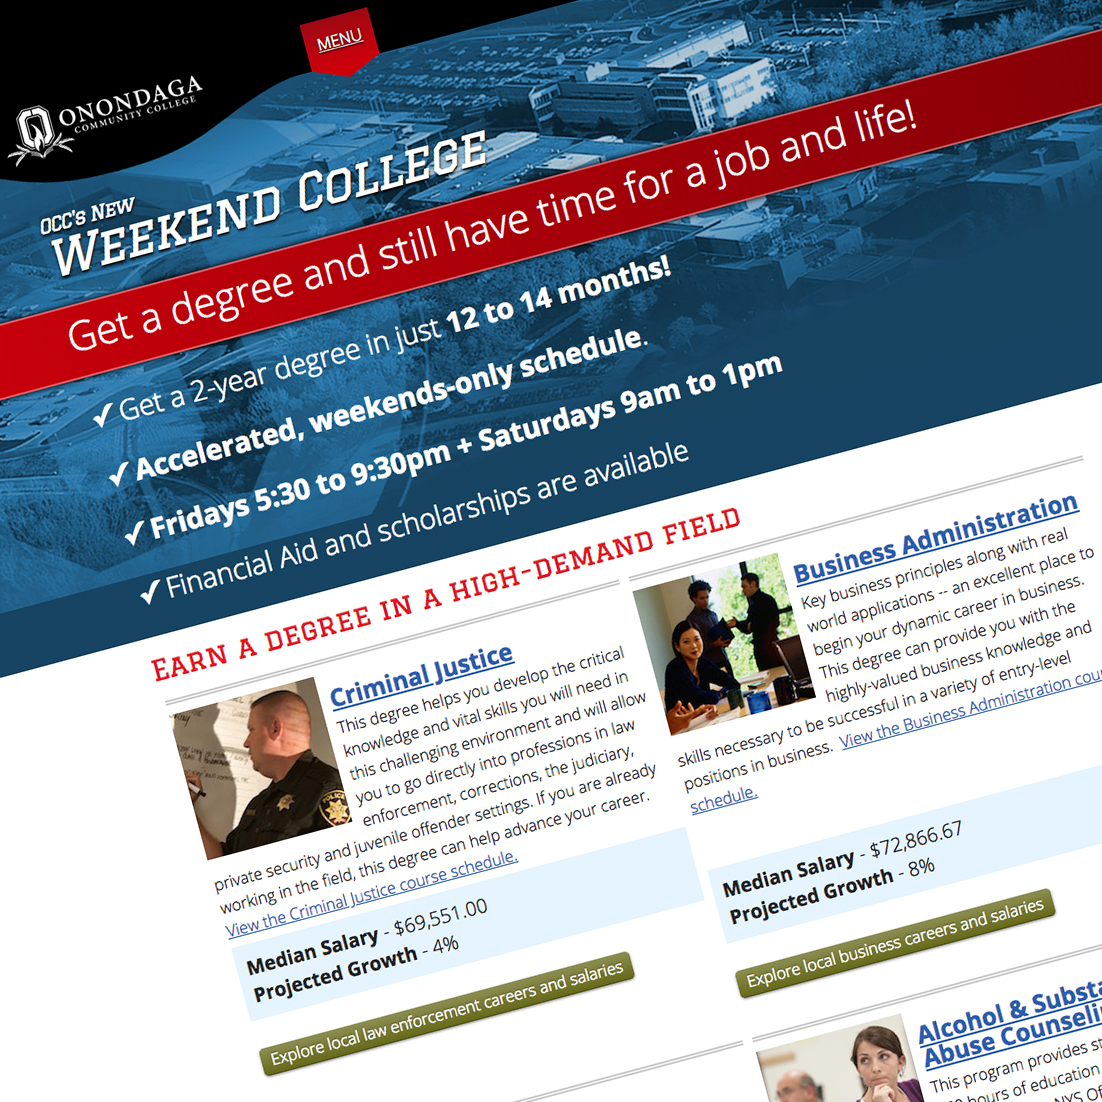 MENU
ONONDAGA
COMMUNITY COLLEGE
OCC's New
Weekend College
Get a degree and still have time for a job and life!
✓ Get a 2-year degree in just 12 to 14 months!
✓ Accelerated, weekends-only schedule.
✓ Fridays 5:30 to 9:30pm + Saturdays 9am to 1pm
✓ Financial Aid and scholarships are available
Earn a degree in a high-demand field
Criminal Justice
This degree helps you develop the critical
knowledge and vital skills you will need in
this challenging environment and will allow
you to go directly into professions in law
enforcement, corrections, the judiciary,
private security and juvenile offender settings. If you are already
working in the field, this degree can help advance your career.
View the Criminal Justice course schedule.
Median Salary - $69,551.00
Projected Growth - 4%
Explore local law enforcement careers and salaries
Business Administration
Key business principles along with real
world applications -- an excellent place to
begin your dynamic career in business.
This degree can provide you with the
highly-valued business knowledge and
skills necessary to be successful in a variety of entry-level
positions in business. View the Business Administration cou
schedule.
Median Salary - $72,866.67
Projected Growth - 8%
Explore local business careers and salaries
Alcohol & Substa
Abuse Counseli
This program provides st
hours of education
NYS Of